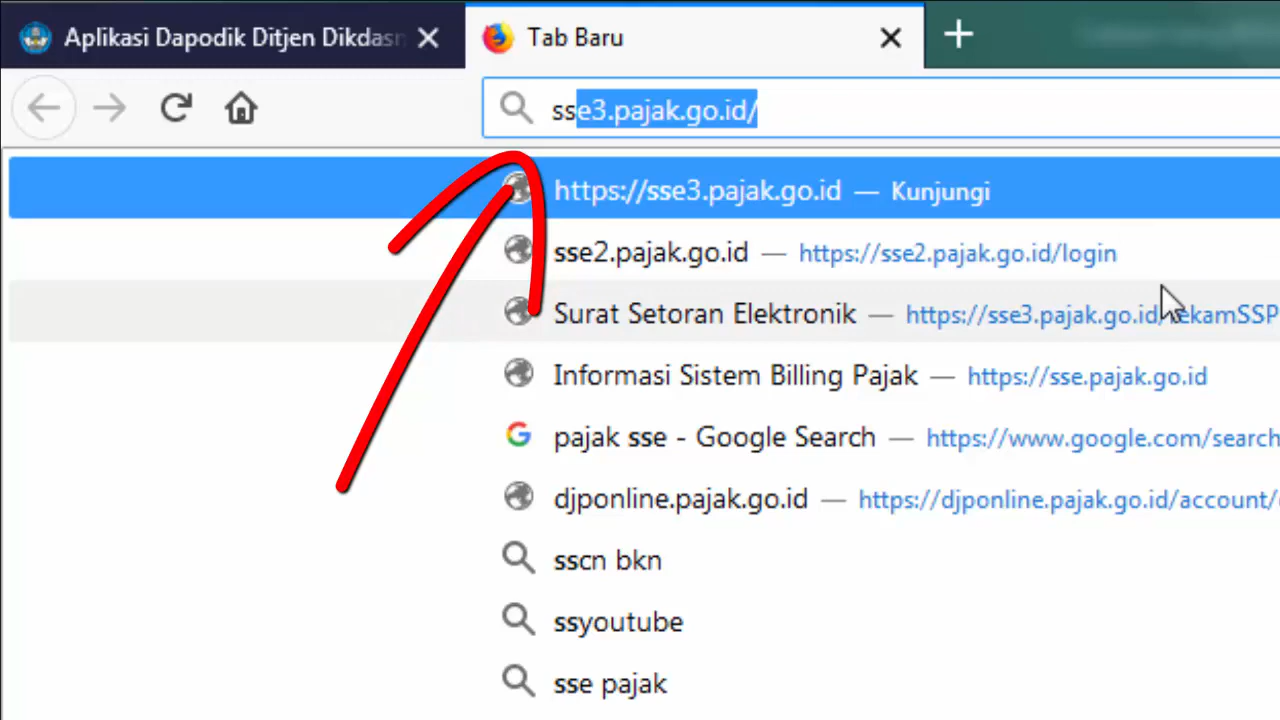 Aplikasi Dapodik Ditjen Dikdasn
Tab Baru
sse3.pajak.go.id/
https://sse3.pajak.go.id — Kunjungi
sse2.pajak.go.id — https://sse2.pajak.go.id/login
Surat Setoran Elektronik — https://sse3.pajak.go.id/rekamSSP
Informasi Sistem Billing Pajak — https://sse.pajak.go.id
pajak sse - Google Search — https://www.google.com/search
djponline.pajak.go.id — https://djponline.pajak.go.id/account/
sscn bkn
ssyoutube
sse pajak